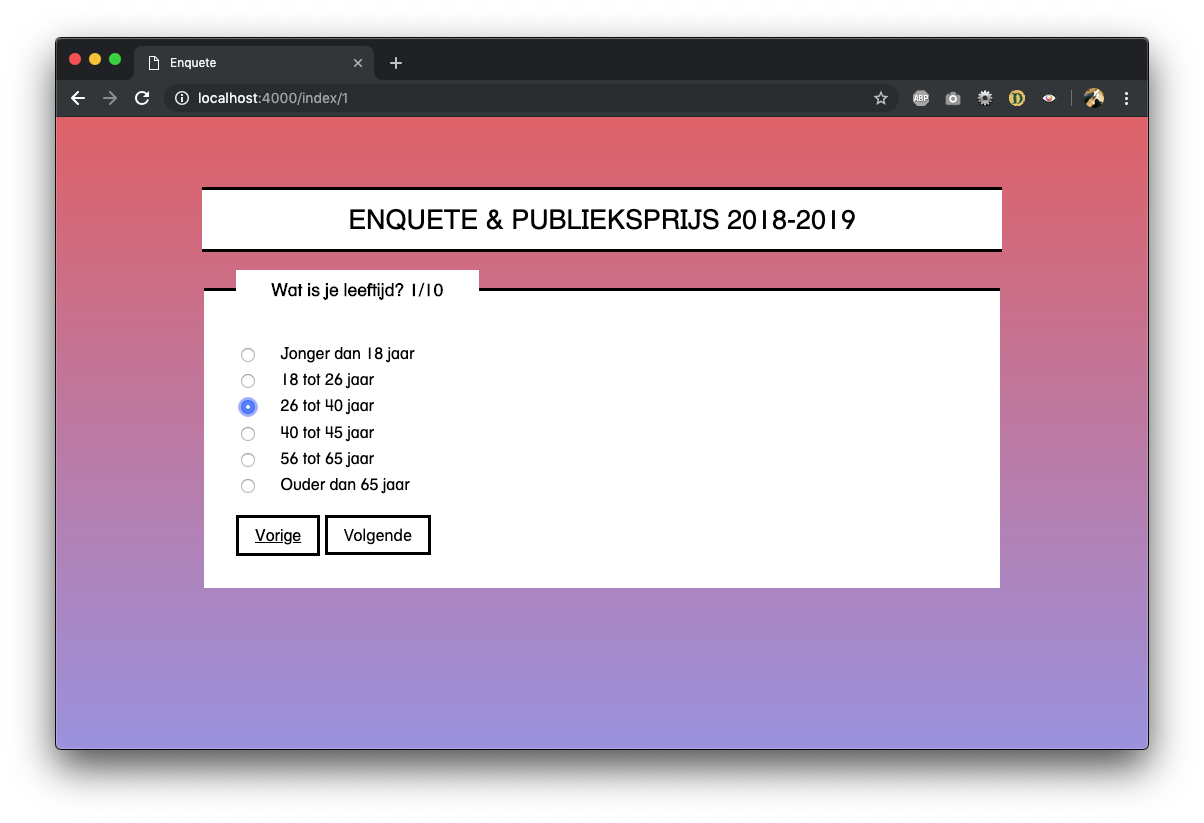 Enquete
localhost:4000/index/1
ABP
ENQUETE & PUBLIEKSPRIJS 2018-2019
Wat is je leeftijd? 1/10
Jonger dan 18 jaar
18 tot 26 jaar
26 tot 40 jaar
40 tot 45 jaar
56 tot 65 jaar
Ouder dan 65 jaar
Vorige Volgende